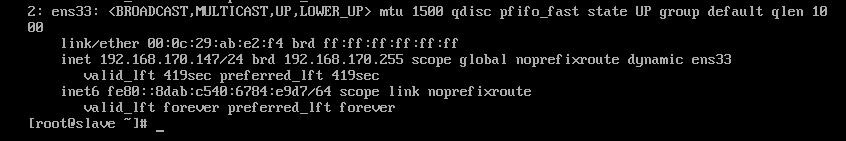 2: ens33: <BROADCAST,MULTICAST,UP,LOWER_UP> mtu 1500 qdisc pfifo_fast state UP group default qlen 10
00
link/ether 00:0c:29:ab:e2:f4 brd ff:ff:ff:ff:ff:ff
inet 192.168.170.147/24 brd 192.168.170.255 scope global noprefixroute dynamic ens33
valid_lft 419sec preferred_lft 419sec
inet6 fe80::8dab:c540:6784:e9d7/64 scope link noprefixroute
valid_lft forever preferred_lft forever
[root@slave ~]# _